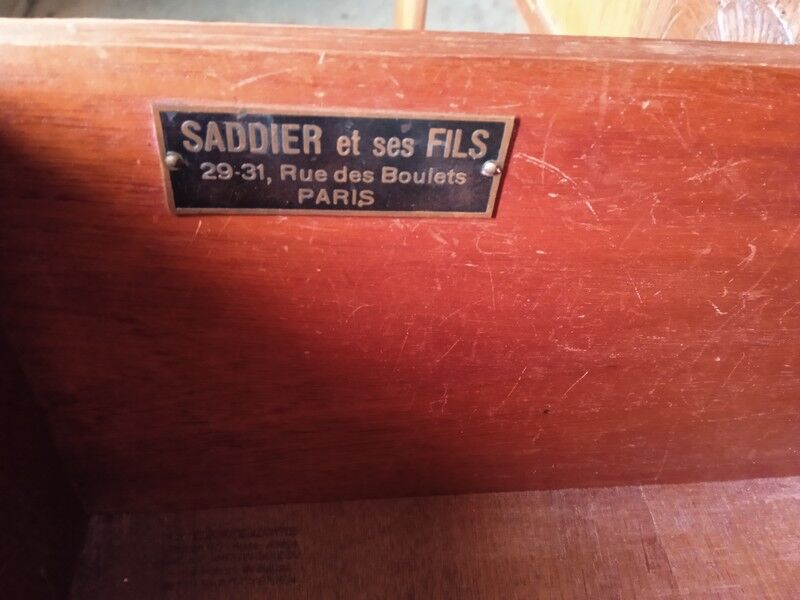 SADDIER et ses FILS
29-31, Rue des Boulets
PARIS